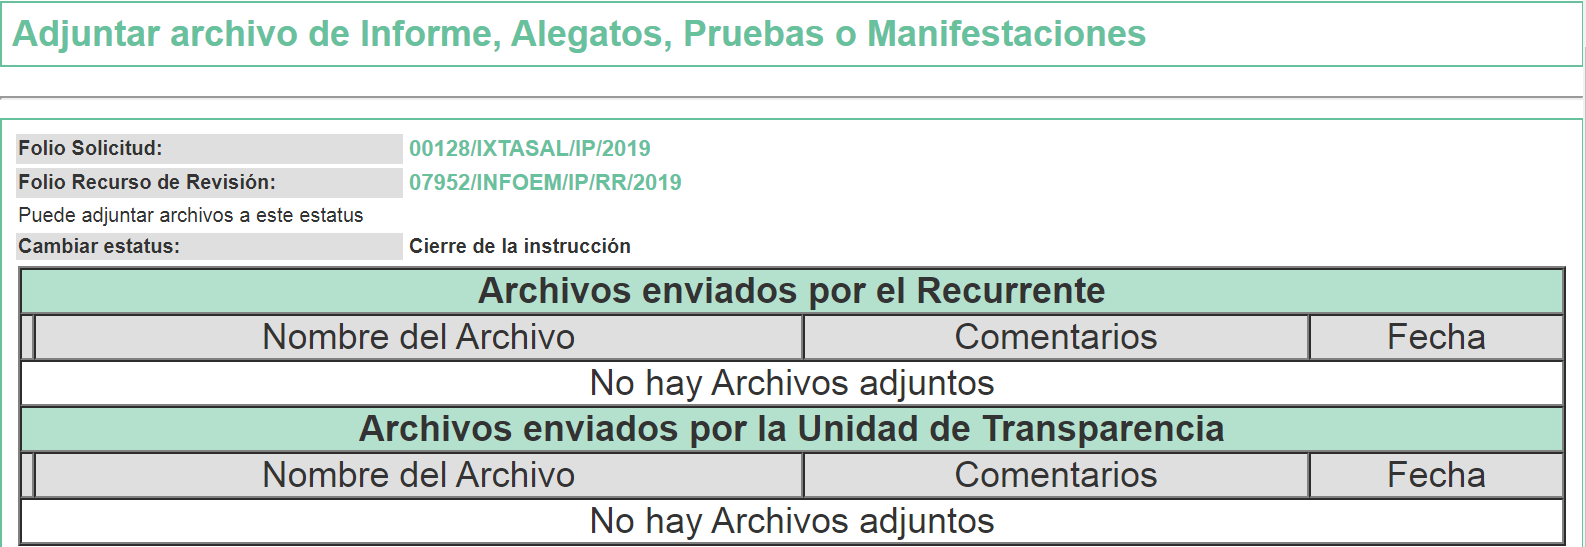 Adjuntar archivo de Informe, Alegatos, Pruebas o Manifestaciones
Folio Solicitud: 00128/IXTASAL/IP/2019
Folio Recurso de Revisión: 07952/INFOEM/IP/RR/2019
Puede adjuntar archivos a este estatus
Cambiar estatus: Cierre de la instrucción
Archivos enviados por el Recurrente
Nombre del Archivo Comentarios Fecha
No hay Archivos adjuntos
Archivos enviados por la Unidad de Transparencia
Nombre del Archivo Comentarios Fecha
No hay Archivos adjuntos